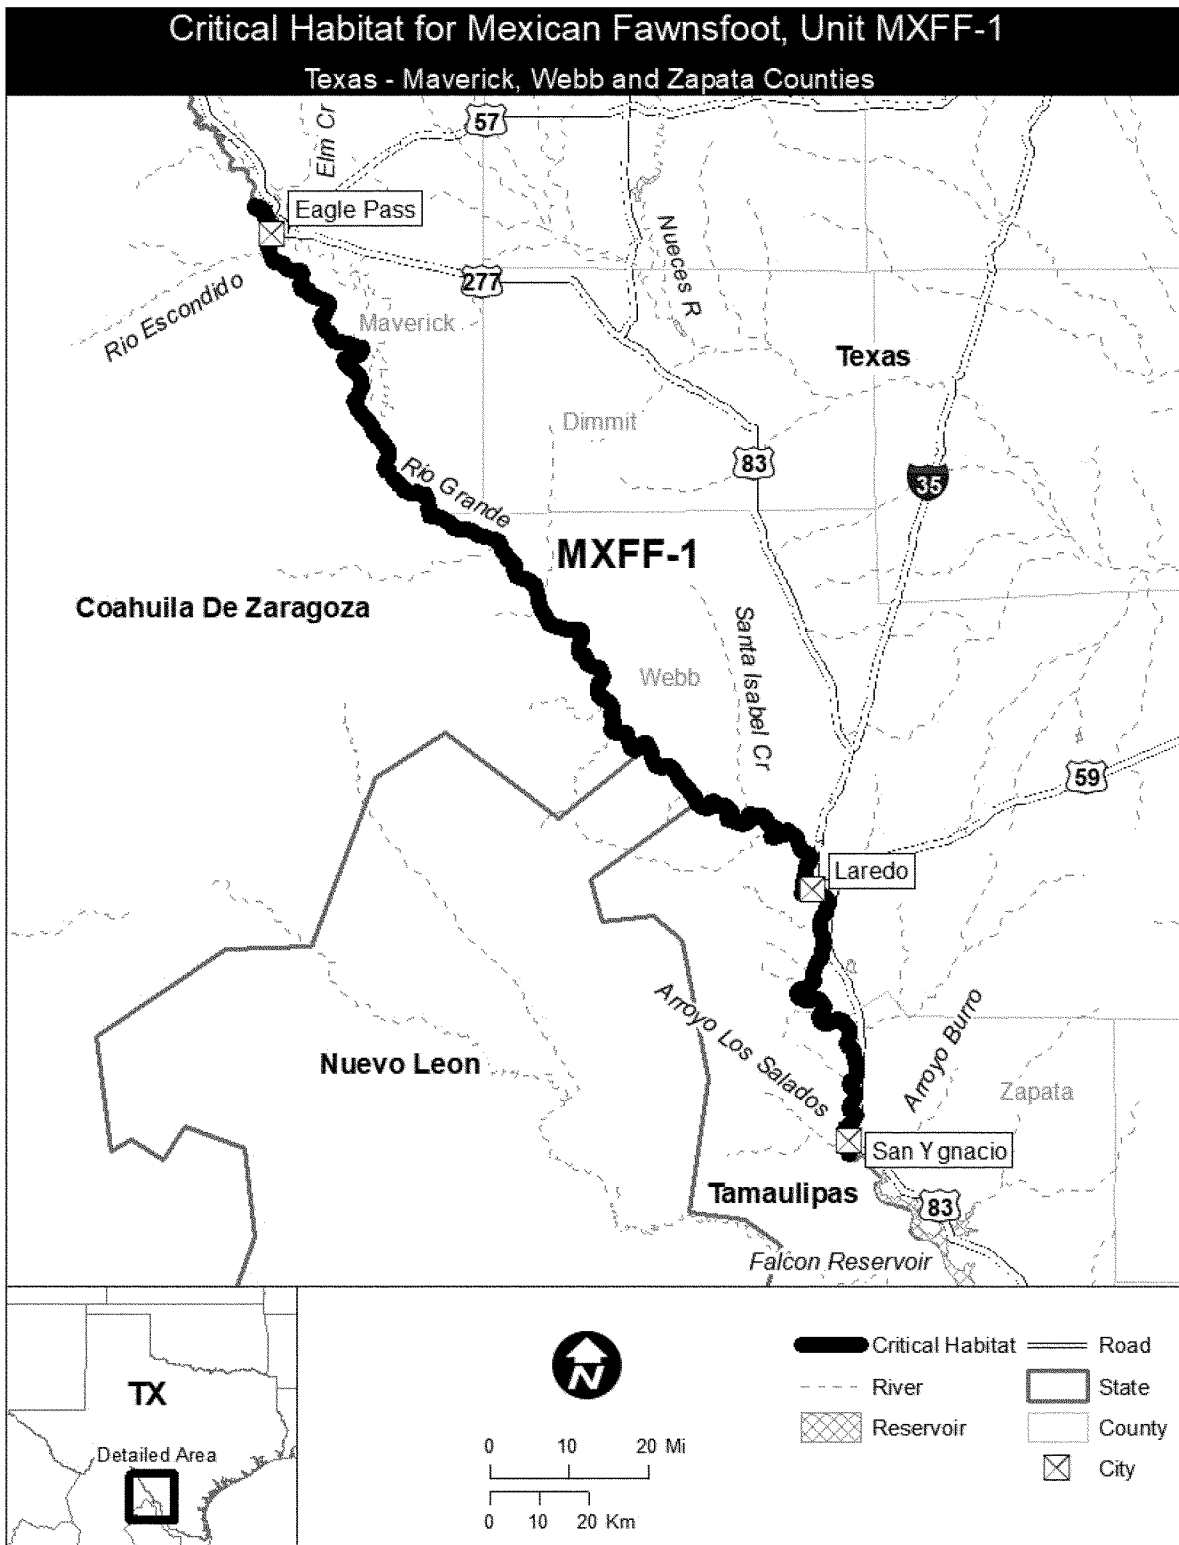 Critical Habitat for Mexican Fawnsfoot, Unit MXFF-1
Texas - Maverick, Webb and Zapata Counties
Elm Cr
57
Eagle Pass
Nueces R
277
Rio Escondido
Maverick
Texas
Dimmit
83
35
Rio Grande
MXFF-1
Coahuila De Zaragoza
Santa Isabel Cr
Webb
59
Laredo
Arroyo Los Salados
Arroyo Burro
Nuevo Leon
Zapata
San Ygnacio
Tamaulipas
83
Falcon Reservoir
TX
Detailed Area
N
0 10 20 Mi
0 10 20 Km
Critical Habitat
River
Reservoir
Road
State
County
City